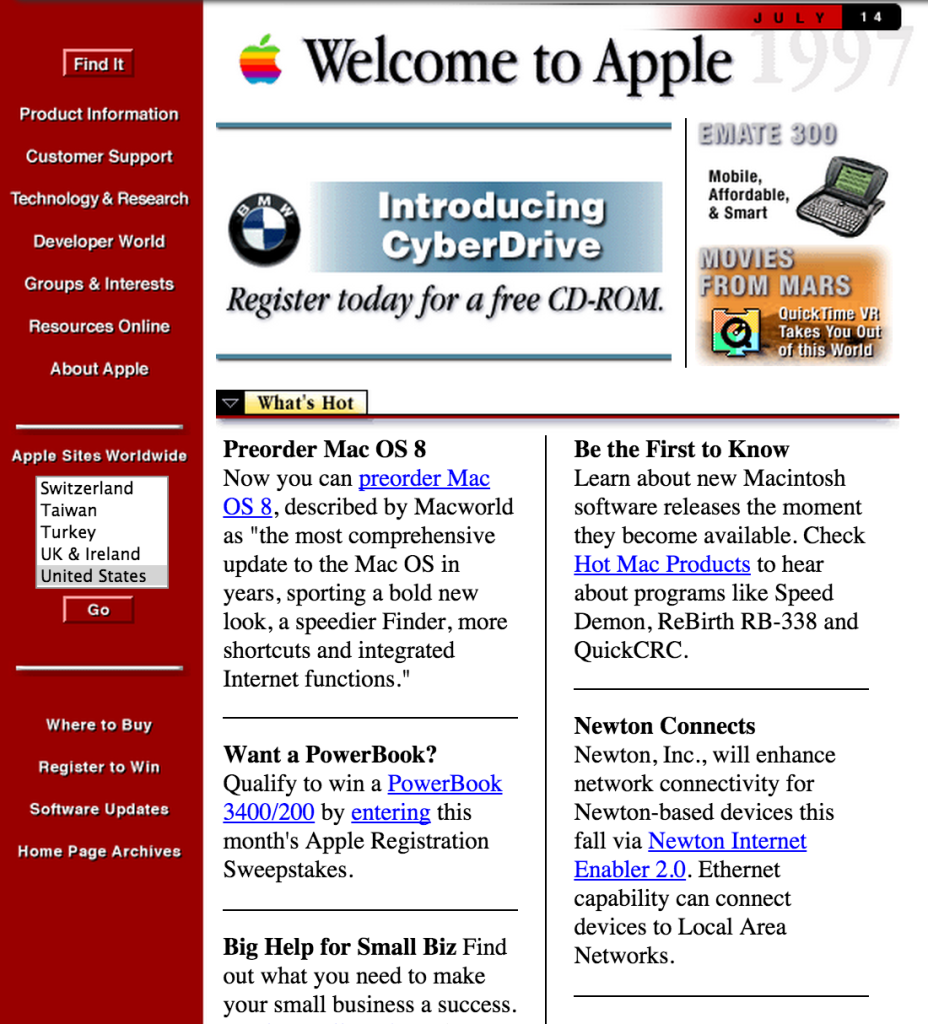 JULY 14
1997
Welcome to Apple
Find It
Product Information
Customer Support
Technology & Research
Developer World
Groups & Interests
Resources Online
About Apple
Apple Sites Worldwide
Switzerland
Taiwan
Turkey
UK & Ireland
United States
Go
Where to Buy
Register to Win
Software Updates
Home Page Archives
BMW
Introducing
CyberDrive
Register today for a free CD-ROM.
EMATE 300
Mobile,
Affordable,
& Smart
MOVIES
FROM MARS
QuickTime VR
Takes You Out
of this World
What's Hot
Preorder Mac OS 8
Now you can preorder Mac
OS 8, described by Macworld
as "the most comprehensive
update to the Mac OS in
years, sporting a bold new
look, a speedier Finder, more
shortcuts and integrated
Internet functions."
Want a PowerBook?
Qualify to win a PowerBook
3400/200 by entering this
month's Apple Registration
Sweepstakes.
Big Help for Small Biz Find
out what you need to make
your small business a success.
Be the First to Know
Learn about new Macintosh
software releases the moment
they become available. Check
Hot Mac Products to hear
about programs like Speed
Demon, ReBirth RB-338 and
QuickCRC.
Newton Connects
Newton, Inc., will enhance
network connectivity for
Newton-based devices this
fall via Newton Internet
Enabler 2.0. Ethernet
capability can connect
devices to Local Area
Networks.